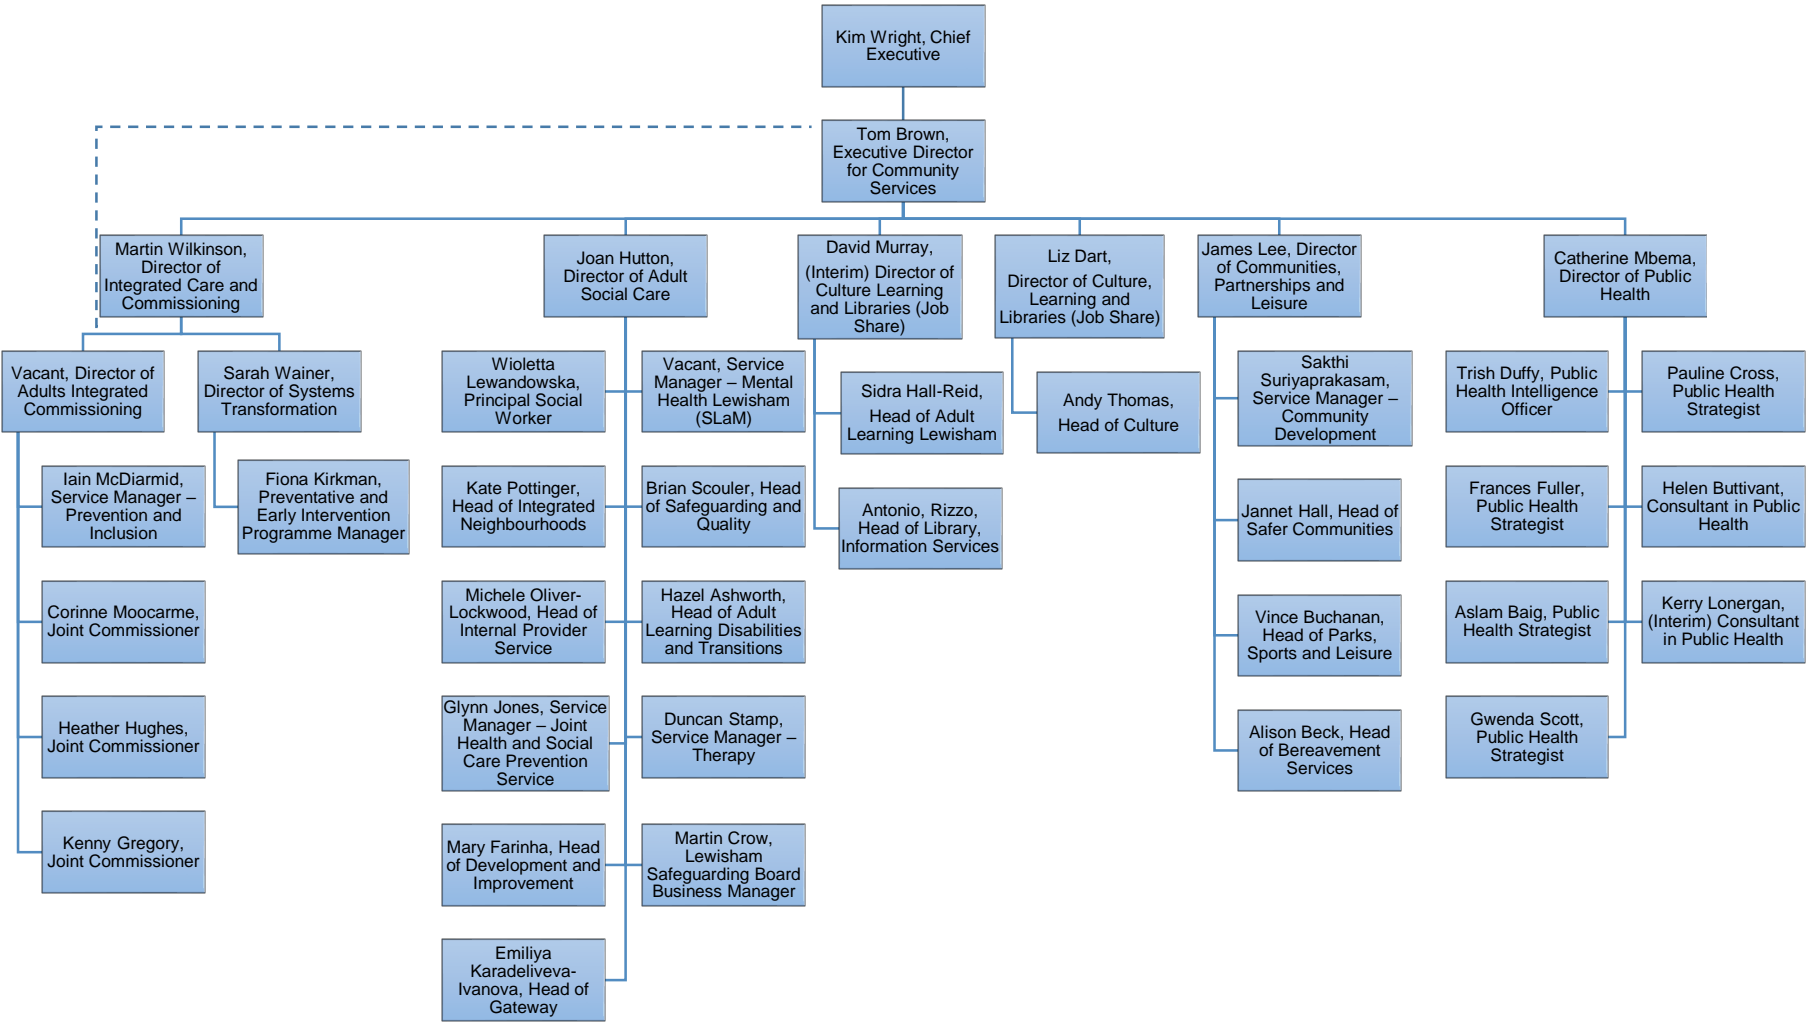 Kim Wright, Chief
Executive
Tom Brown,
Executive Director
for Community
Services
Martin Wilkinson,
Director of
Integrated Care and
Commissioning
Joan Hutton,
Director of Adult
Social Care
David Murray,
(Interim) Director of
Culture Learning
and Libraries (Job
Share)
Liz Dart,
Director of Culture,
Learning and
Libraries (Job Share)
James Lee, Director
of Communities,
Partnerships and
Leisure
Catherine Mbema,
Director of Public
Health
Vacant, Director of
Adults Integrated
Commissioning
Sarah Wainer,
Director of Systems
Transformation
Iain McDiarmid,
Service Manager –
Prevention and
Inclusion
Fiona Kirkman,
Preventative and
Early Intervention
Programme Manager
Corinne Moocarme,
Joint Commissioner
Heather Hughes,
Joint Commissioner
Kenny Gregory,
Joint Commissioner
Wioletta
Lewandowska,
Principal Social
Worker
Vacant, Service
Manager – Mental
Health Lewisham
(SLaM)
Kate Pottinger,
Head of Integrated
Neighbourhoods
Brian Scouler, Head
of Safeguarding and
Quality
Michele Oliver-
Lockwood, Head of
Internal Provider
Service
Hazel Ashworth,
Head of Adult
Learning Disabilities
and Transitions
Glynn Jones, Service
Manager – Joint
Health and Social
Care Prevention
Service
Duncan Stamp,
Service Manager –
Therapy
Mary Farinha, Head
of Development and
Improvement
Martin Crow,
Lewisham
Safeguarding Board
Business Manager
Emiliya
Karadeliveva-
Ivanova, Head of
Gateway
Sidra Hall-Reid,
Head of Adult
Learning Lewisham
Antonio, Rizzo,
Head of Library,
Information Services
Andy Thomas,
Head of Culture
Sakthi
Suriyaprakasam,
Service Manager –
Community
Development
Jannet Hall, Head of
Safer Communities
Vince Buchanan,
Head of Parks,
Sports and Leisure
Alison Beck, Head
of Bereavement
Services
Trish Duffy, Public
Health Intelligence
Officer
Pauline Cross,
Public Health
Strategist
Frances Fuller,
Public Health
Strategist
Helen Buttivant,
Consultant in Public
Health
Aslam Baig, Public
Health Strategist
Kerry Lonergan,
(Interim) Consultant
in Public Health
Gwenda Scott,
Public Health
Strategist